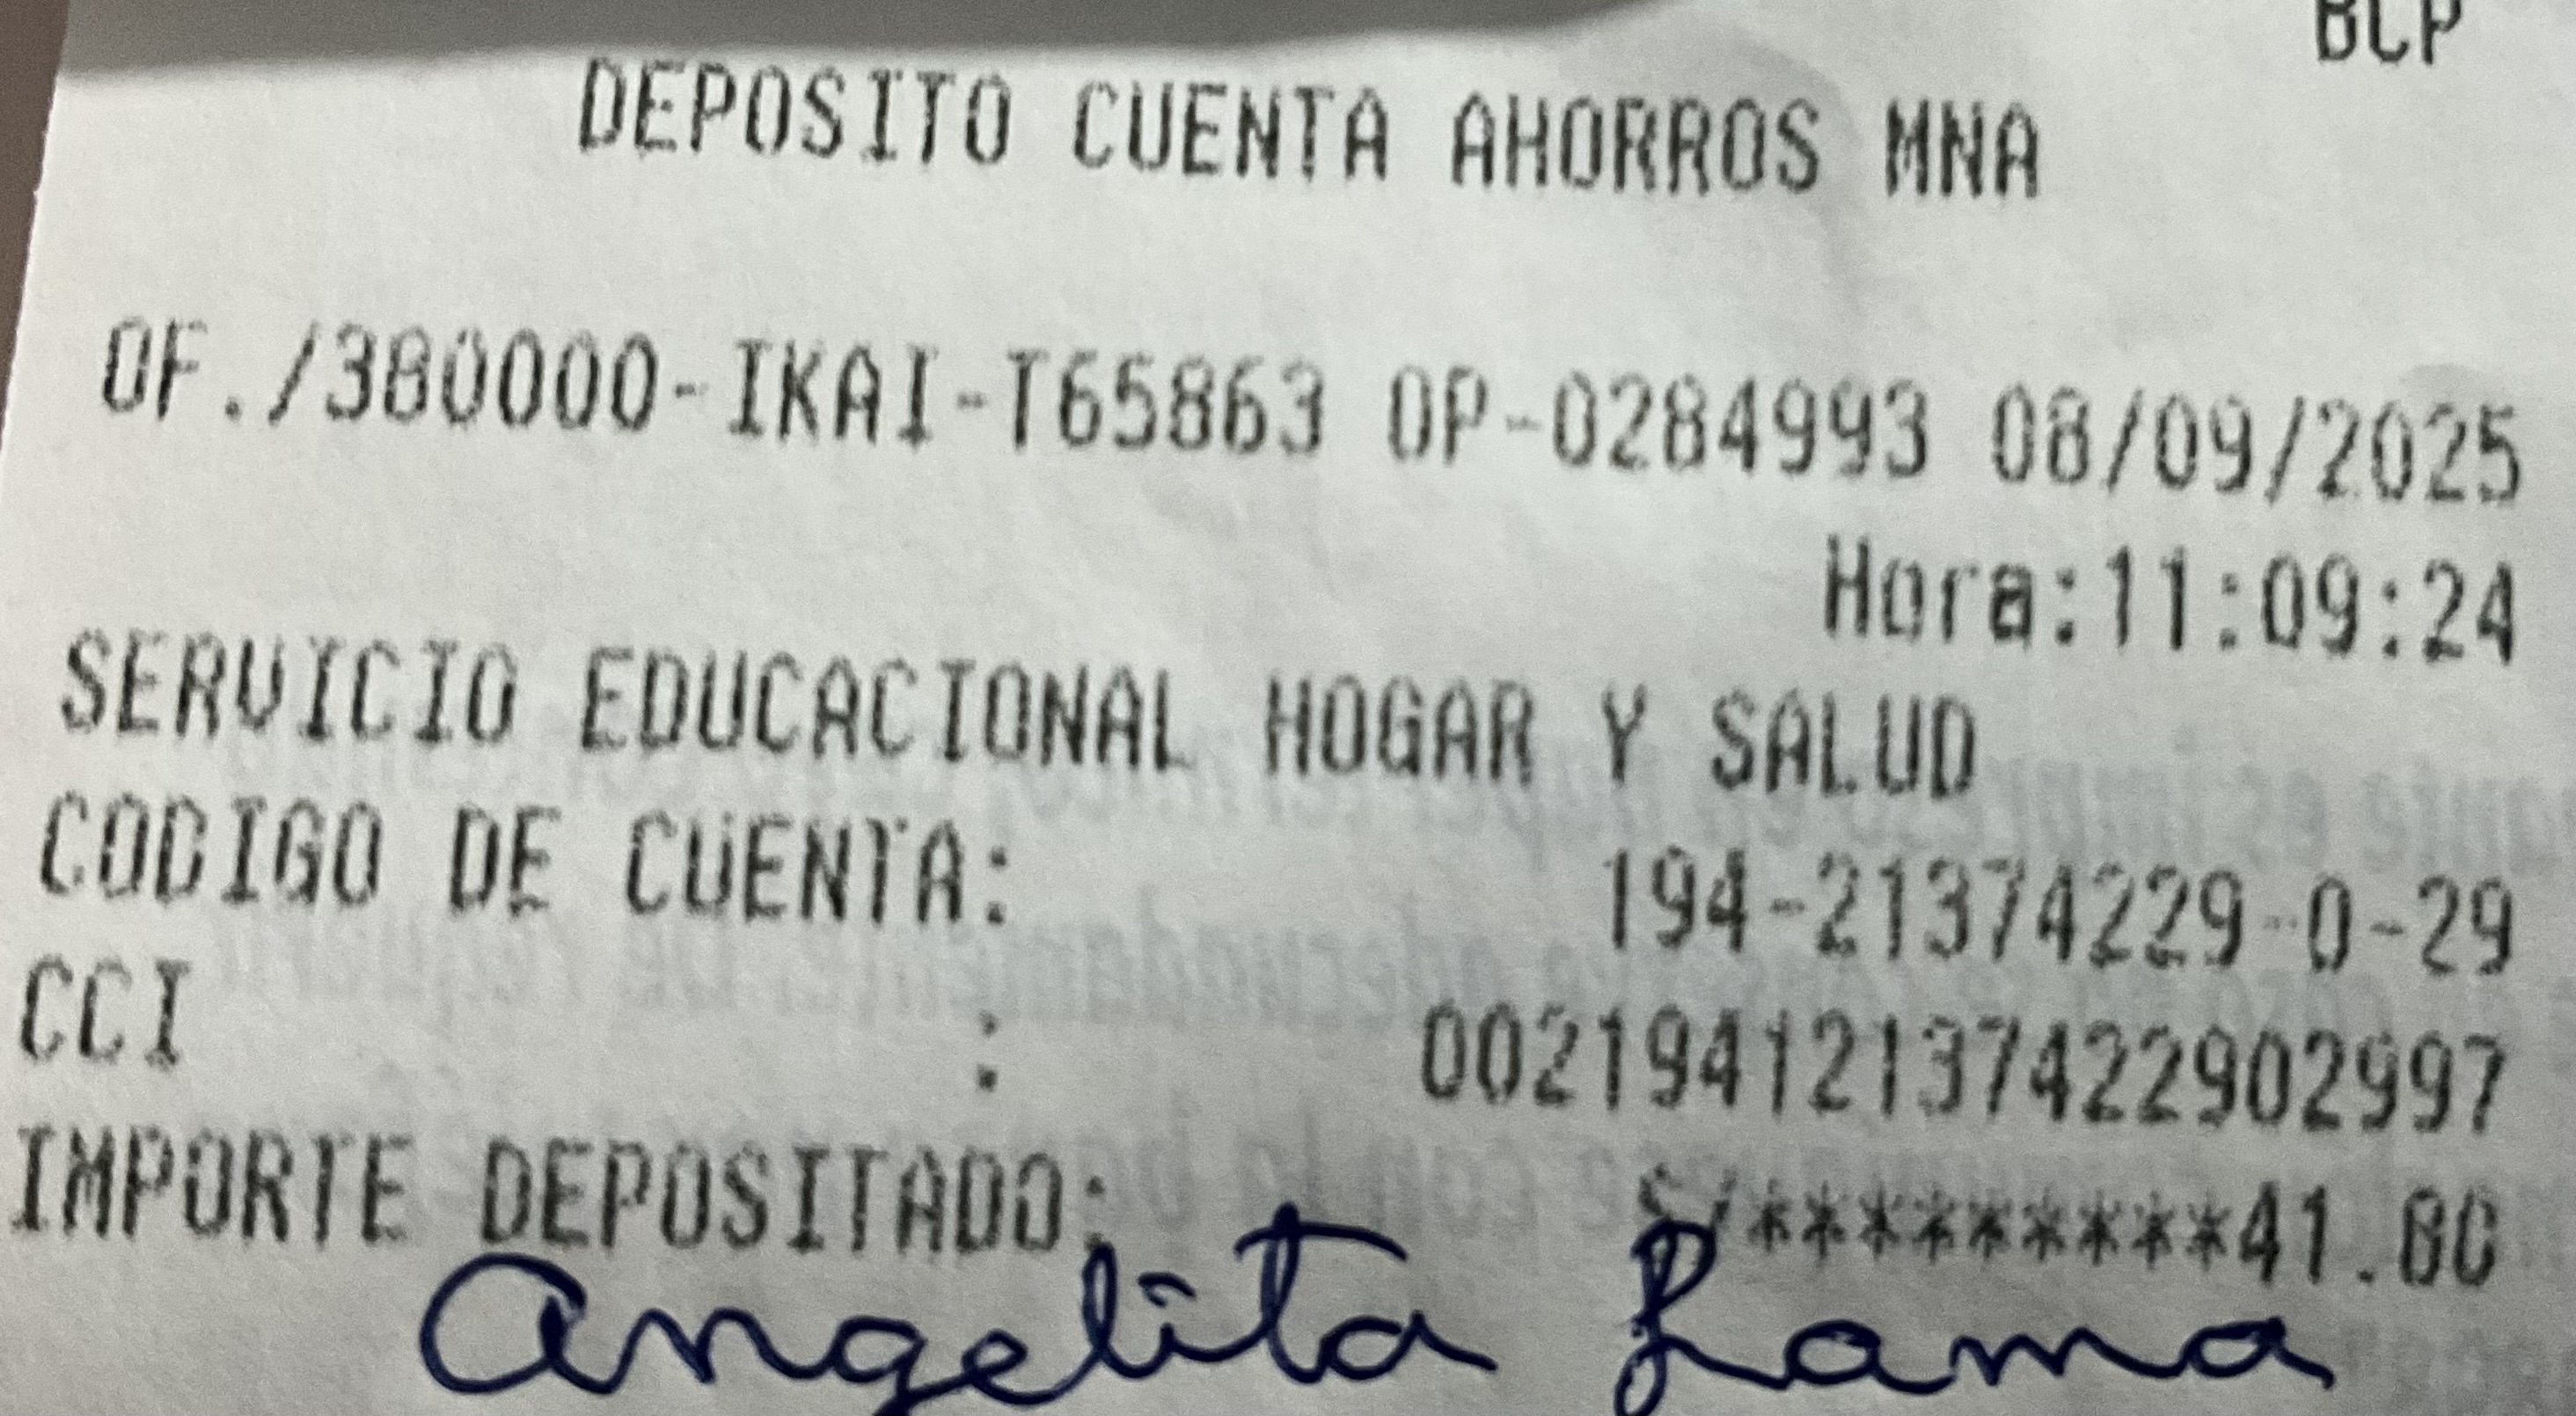 BCP
DEPOSITO CUENTA AHORROS MNA
OF./380000-IKAI-T65863 OP-0284993 08/09/2025
Hora:11:09:24
SERVICIO EDUCACIONAL HOGAR Y SALUD
CODIGO DE CUENTA: 194-21374229-0-29
CCI : 00219412137422902997
IMPORTE DEPOSITADO: S/*********41.00
Angelita Lama